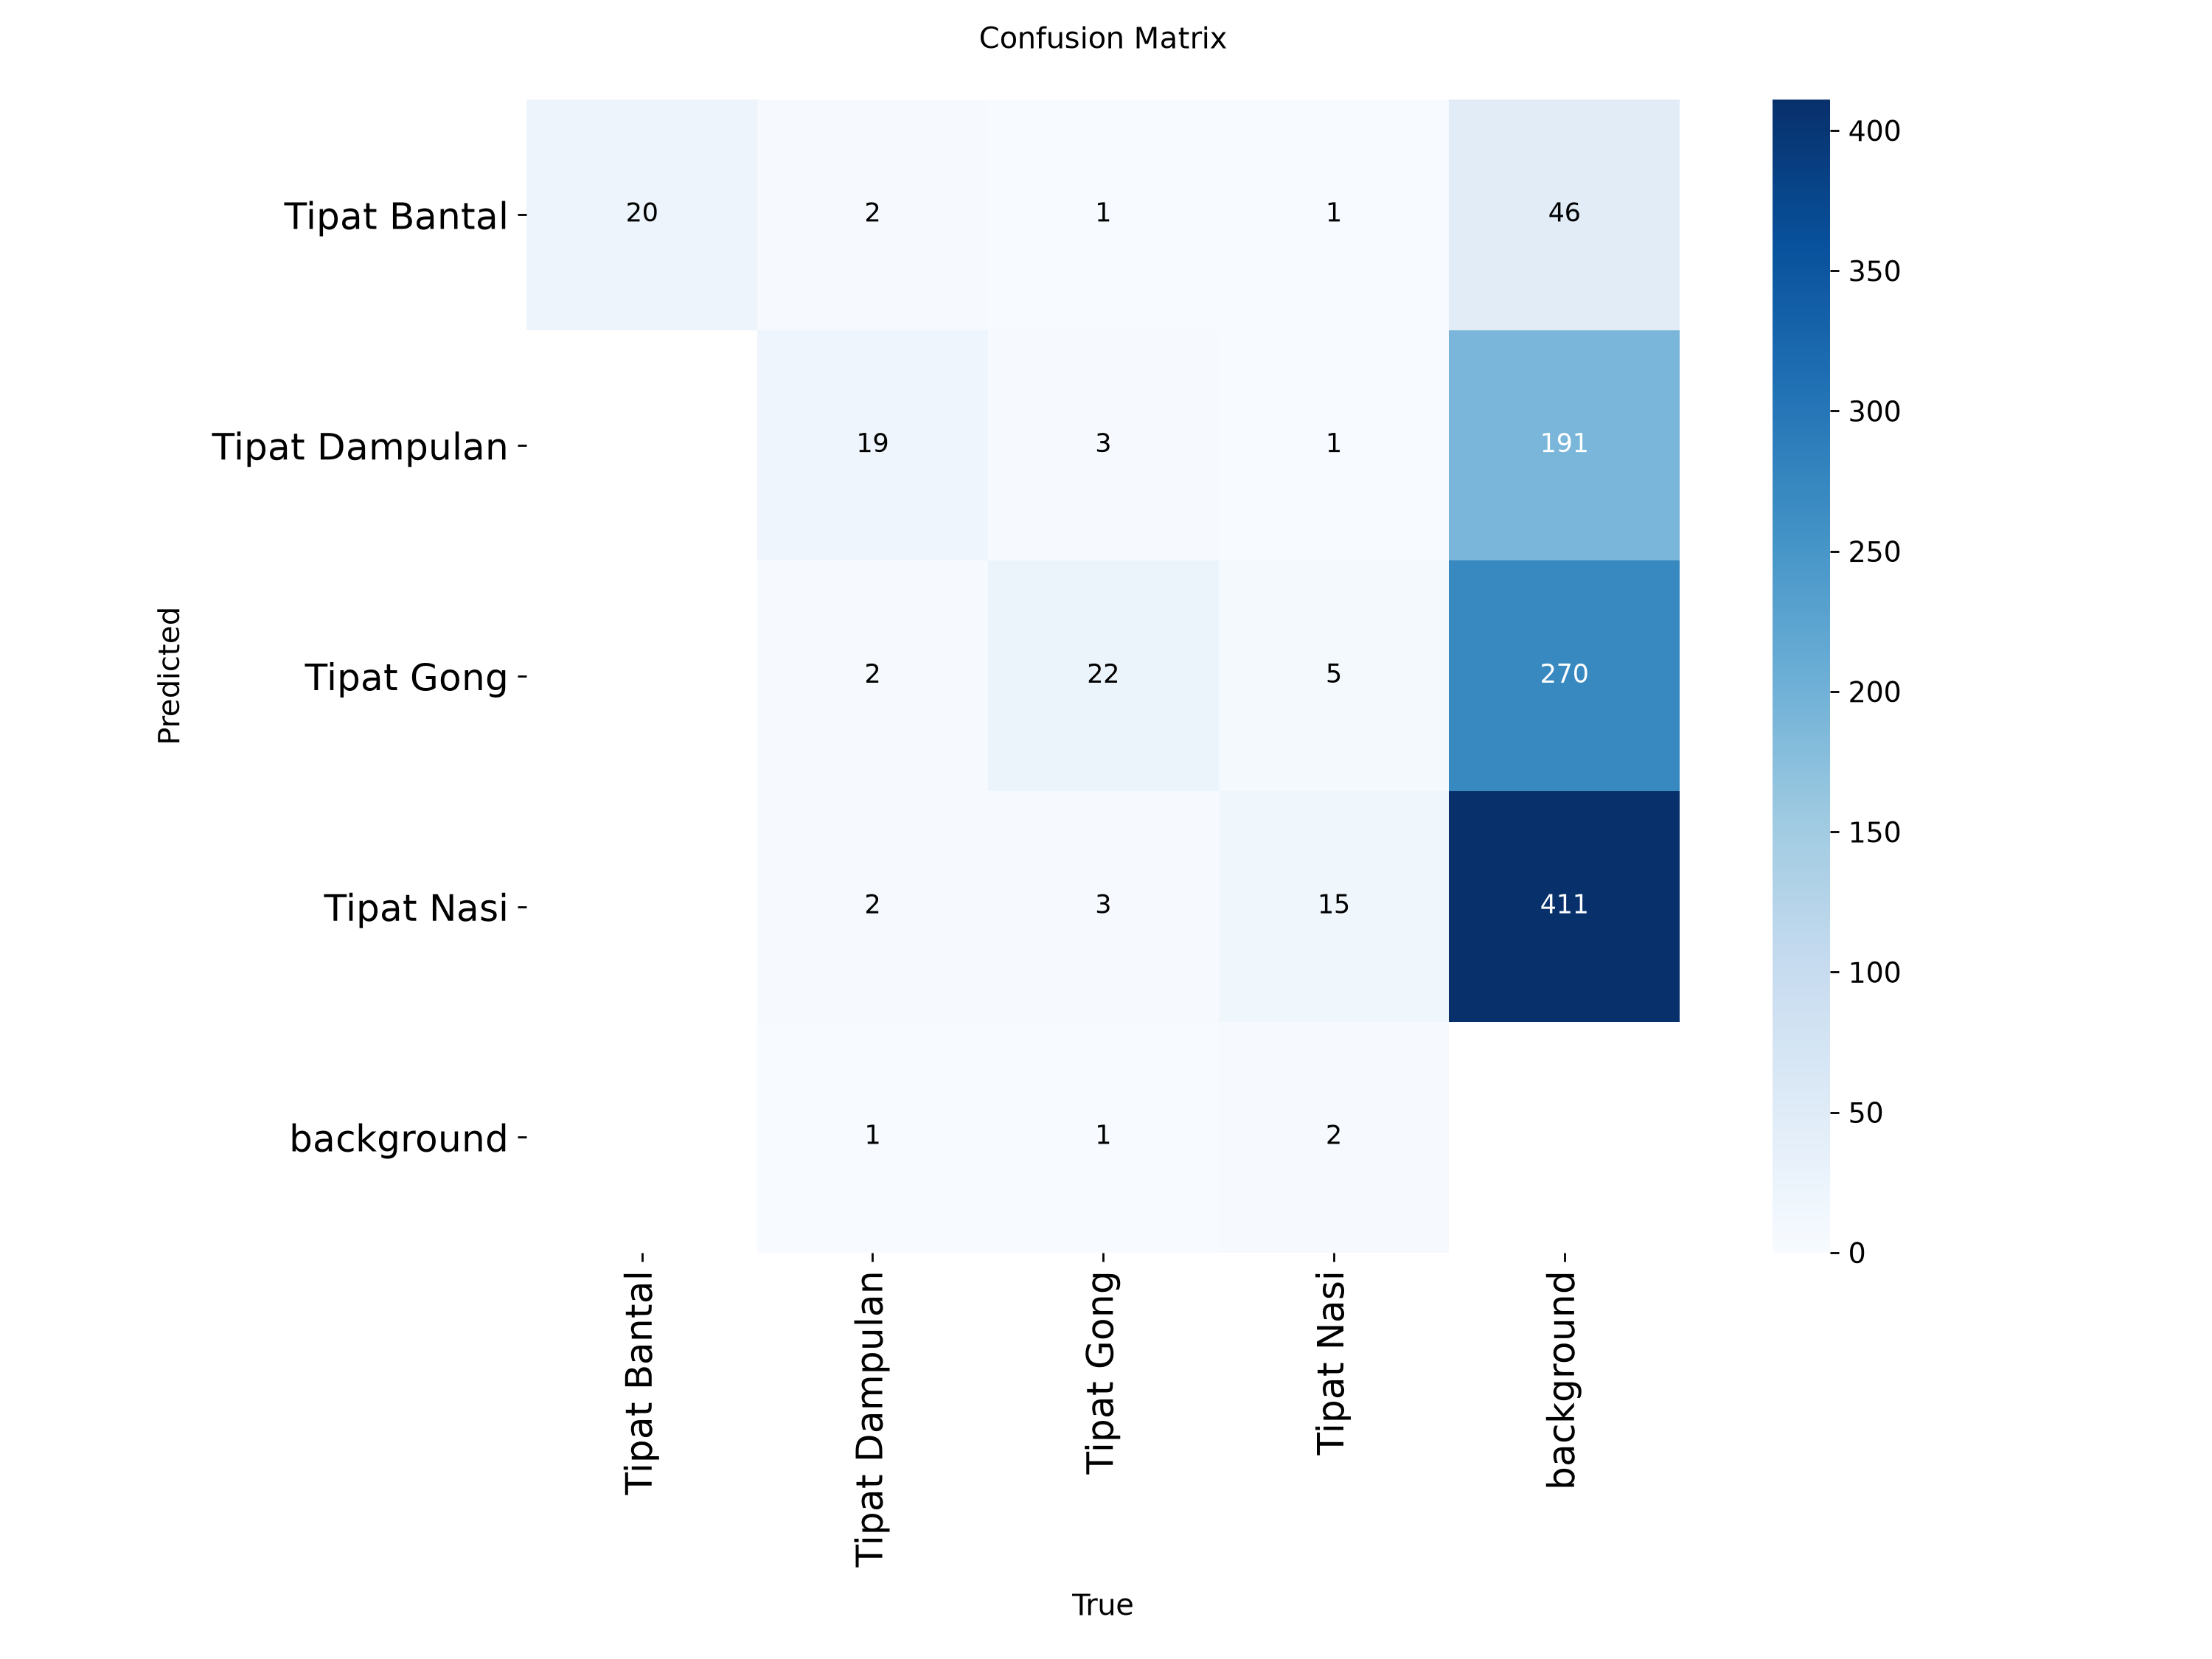 Confusion Matrix
Tipat Bantal 20 2 1 1 46
Tipat Dampulan 19 3 1 191
Tipat Gong 2 22 5 270
Tipat Nasi 2 3 15 411
background 1 1 2
Predicted
Tipat Bantal
Tipat Dampulan
Tipat Gong
Tipat Nasi
background
True
400
350
300
250
200
150
100
50
0